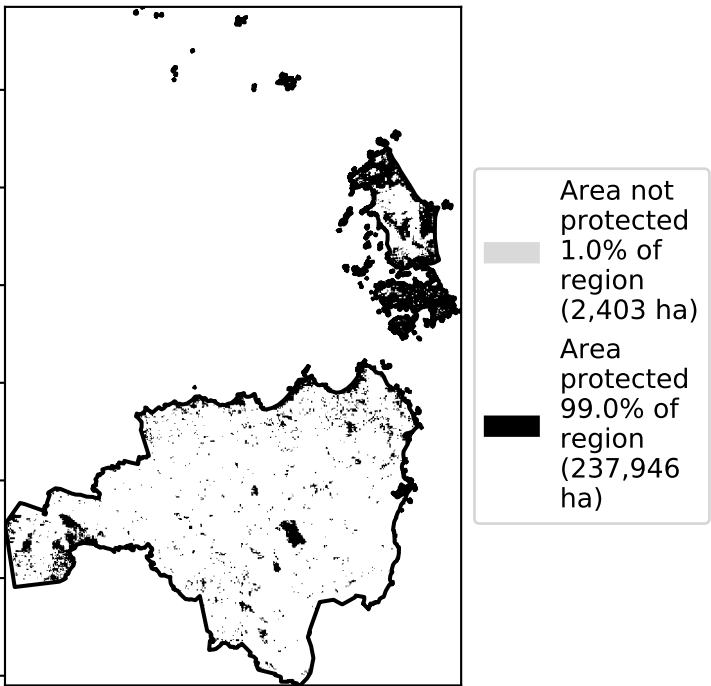 Area not
protected
1.0% of
region
(2,403 ha)
Area
protected
99.0% of
region
(237,946
ha)